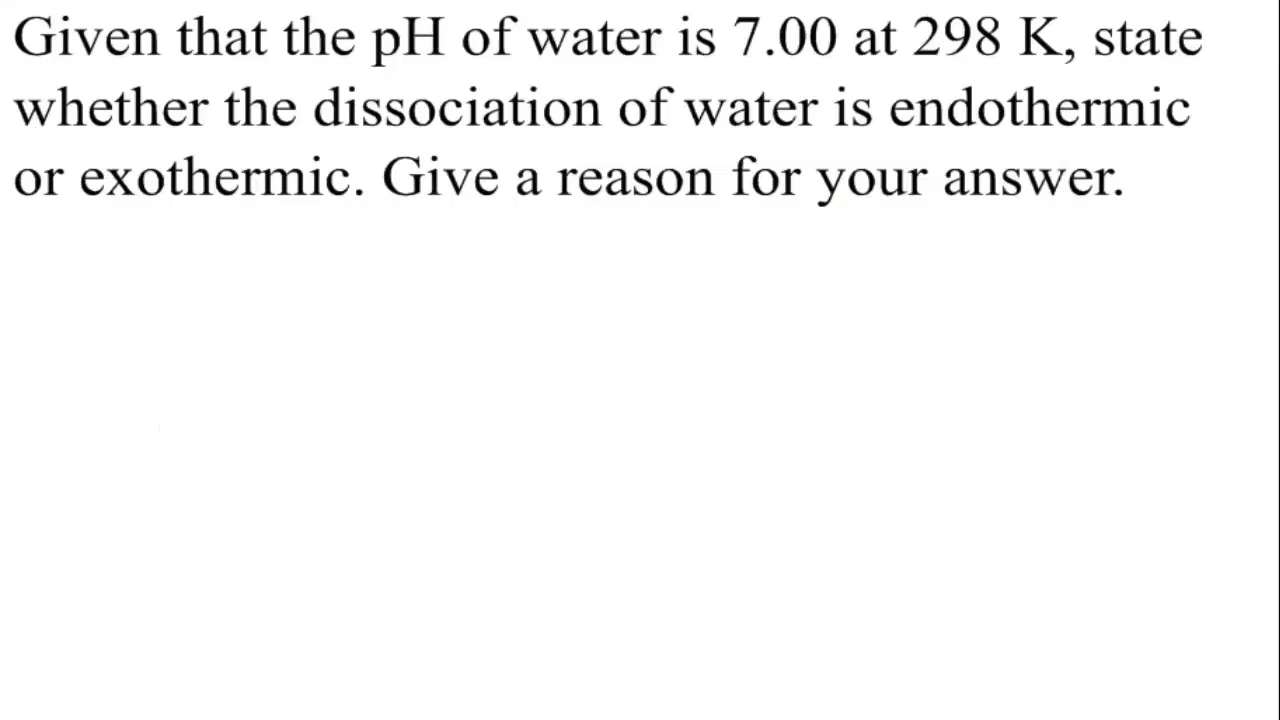 Given that the pH of water is 7.00 at 298 K, state
whether the dissociation of water is endothermic
or exothermic. Give a reason for your answer.